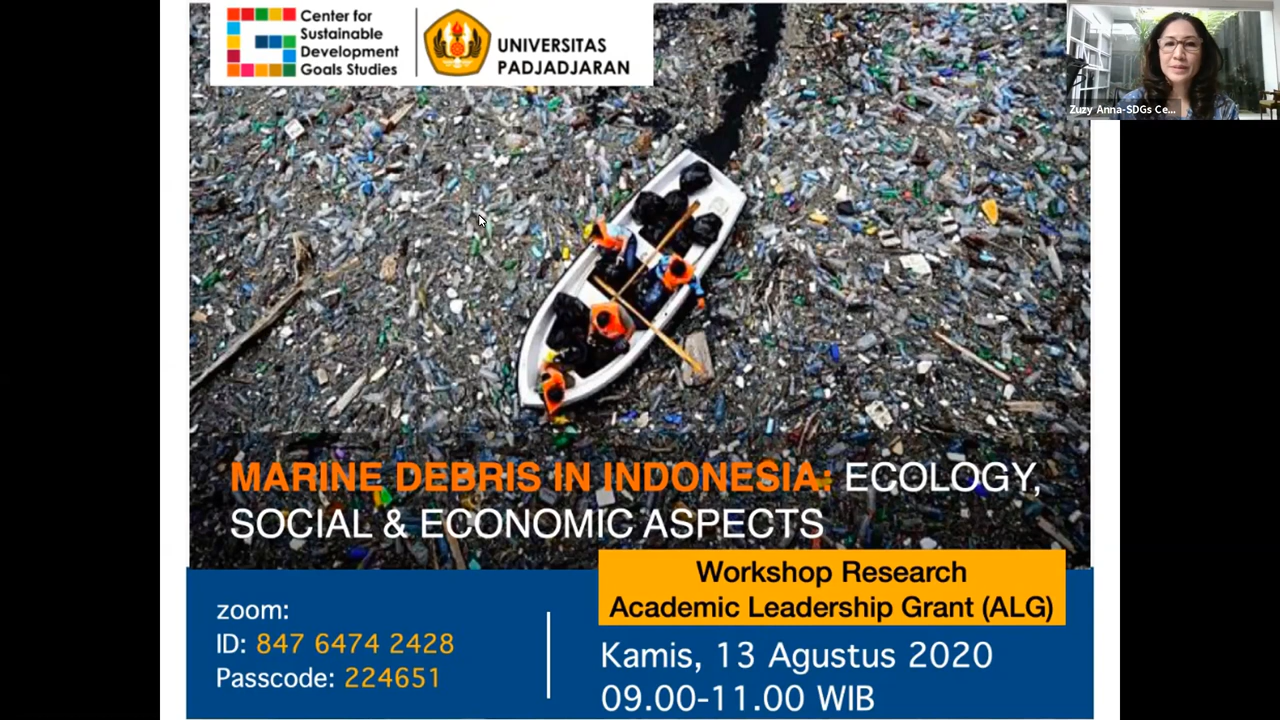 Center for
Sustainable
Development
Goals Studies
UNIVERSITAS
PADJADJARAN
Zuzy Anna-SDGs Ce...
MARINE DEBRIS IN INDONESIA: ECOLOGY,
SOCIAL & ECONOMIC ASPECTS
Workshop Research
Academic Leadership Grant (ALG)
zoom:
ID: 847 6474 2428
Passcode: 224651
Kamis, 13 Agustus 2020
09.00-11.00 WIB